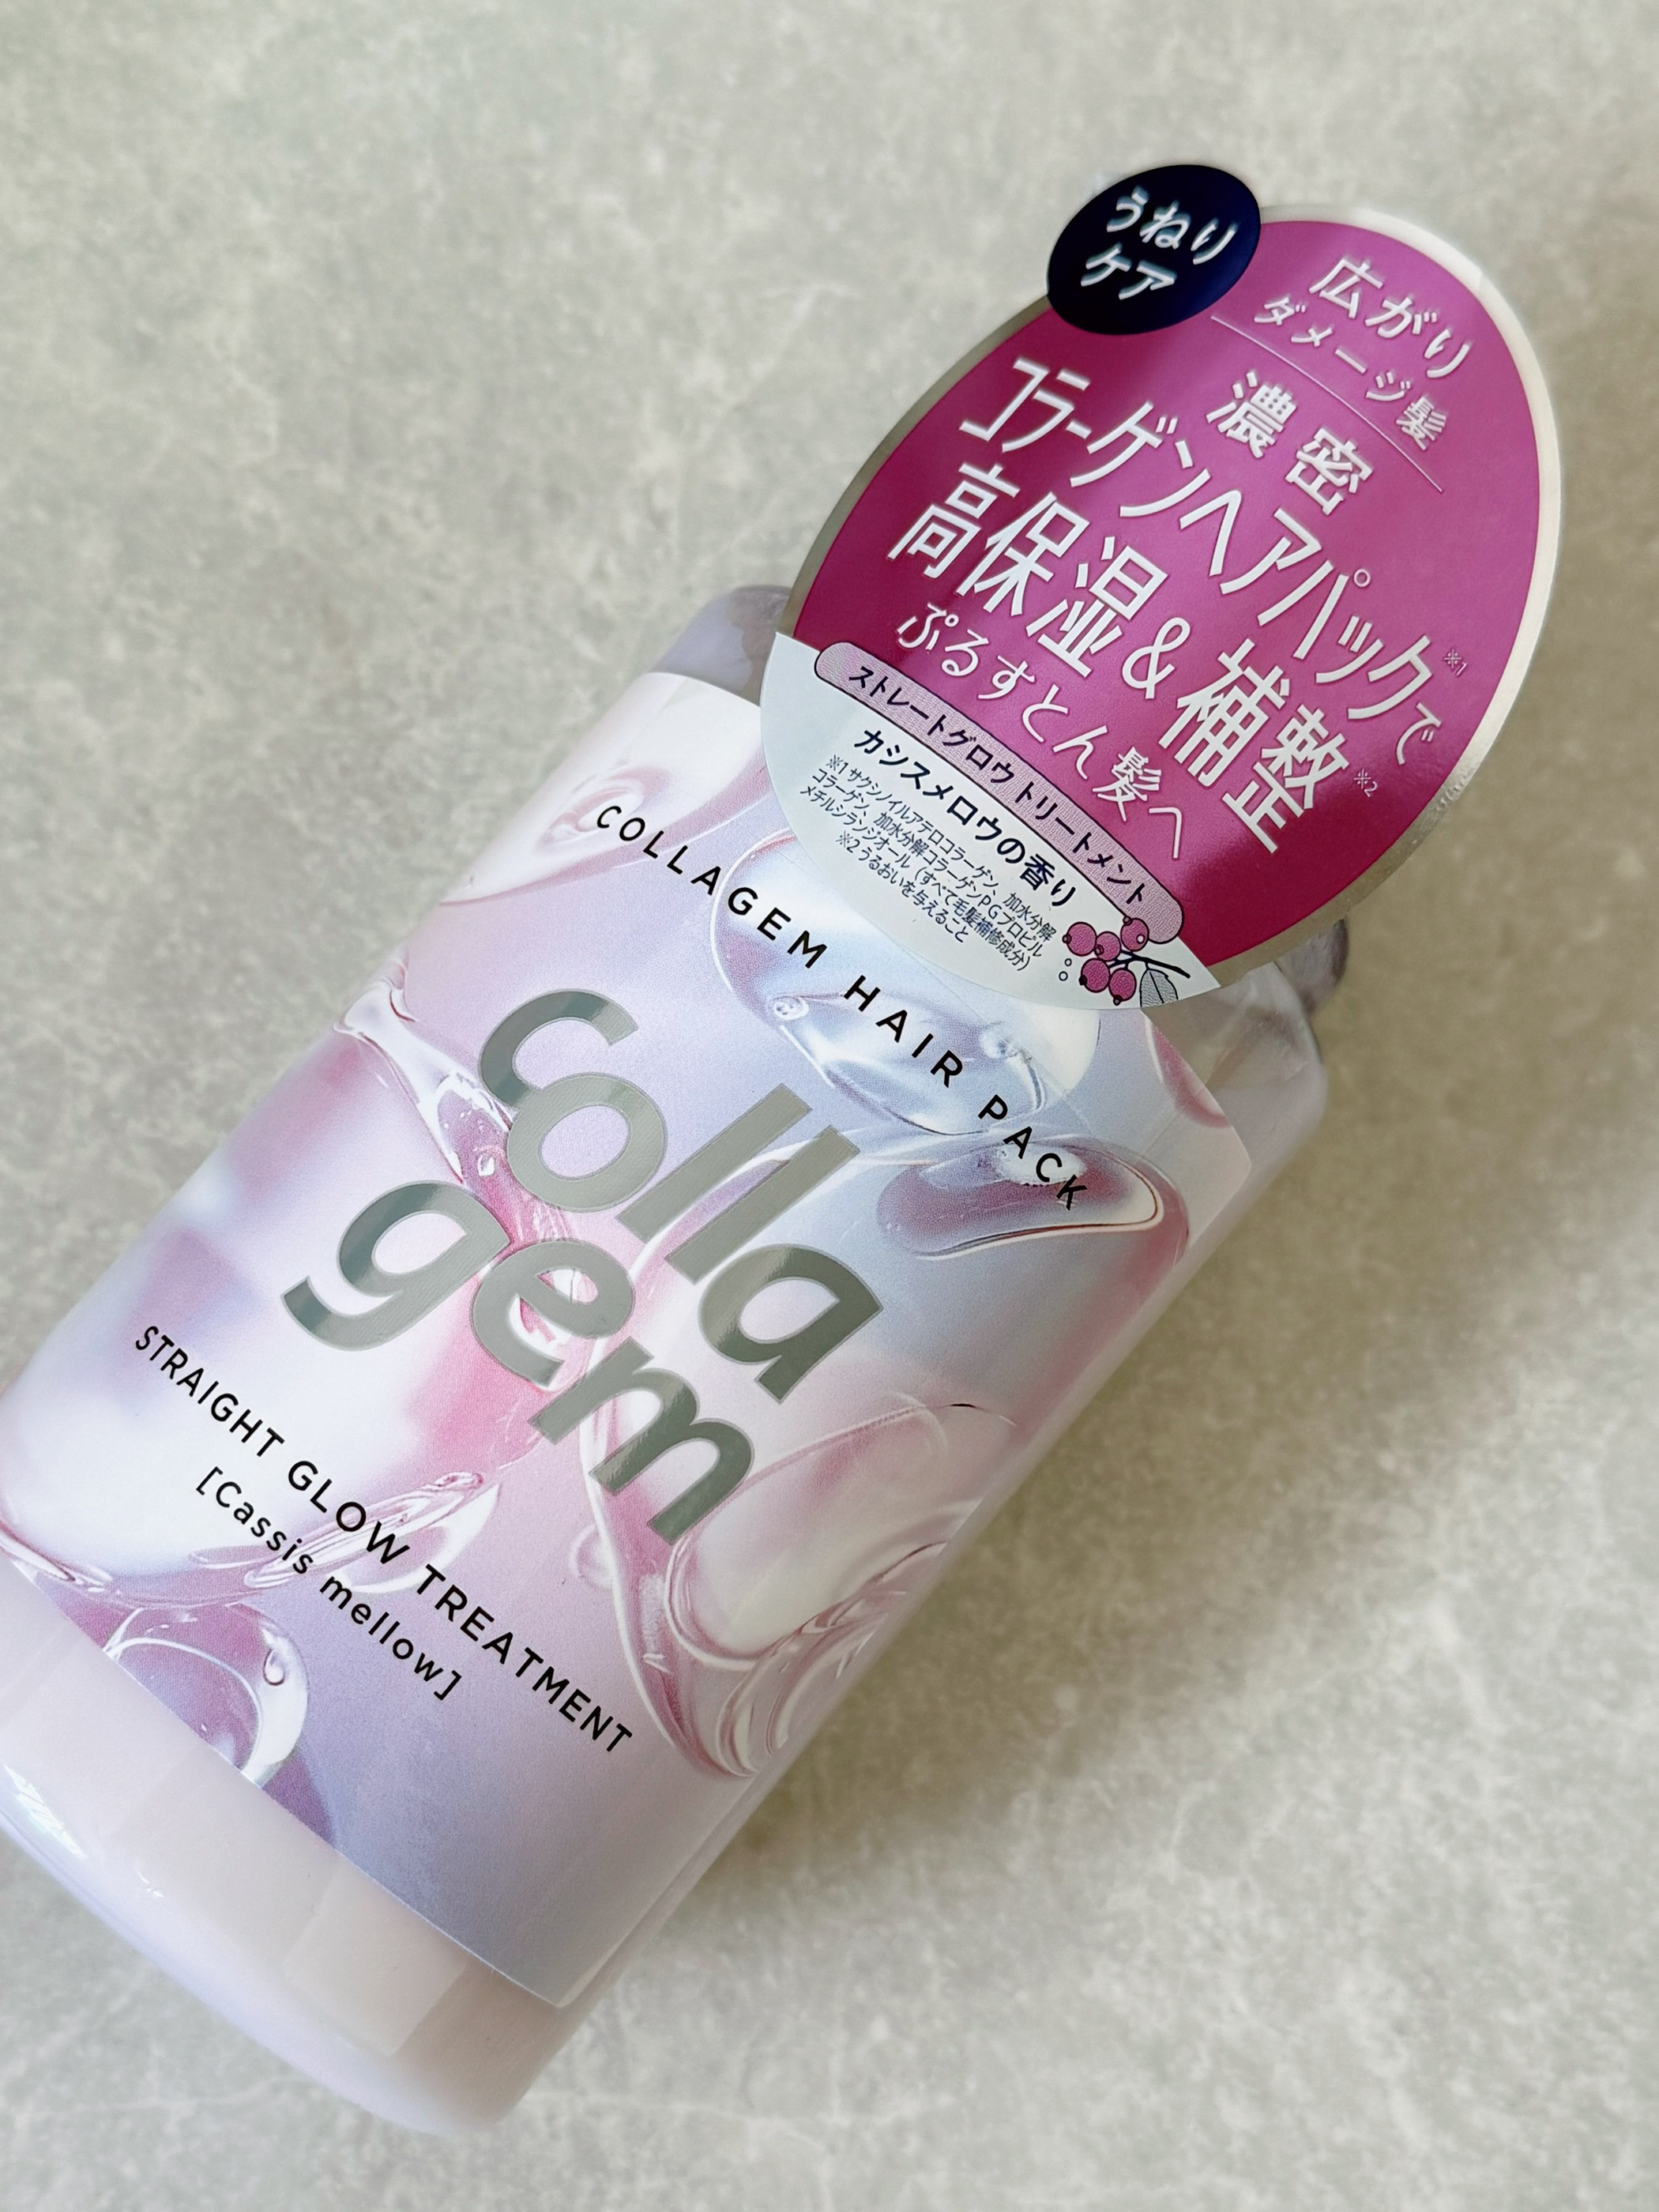 うねり
ケア
広がり
ダメージ髪
濃密
コラーゲンヘアパックで※1
高保湿&補整※2
ぷるすとん髪へ
ストレートグロウ トリートメント
カシスメロウの香り
※1 サクシノイルアテロコラーゲン、加水分解
コラーゲン、加水分解コラーゲンPGプロピル
メチルシランジオール(すべて毛髪補修成分)
※2 うるおいを与えること
COLLAGEM HAIR PACK
colla
gem
STRAIGHT GLOW TREATMENT
[Cassis mellow]